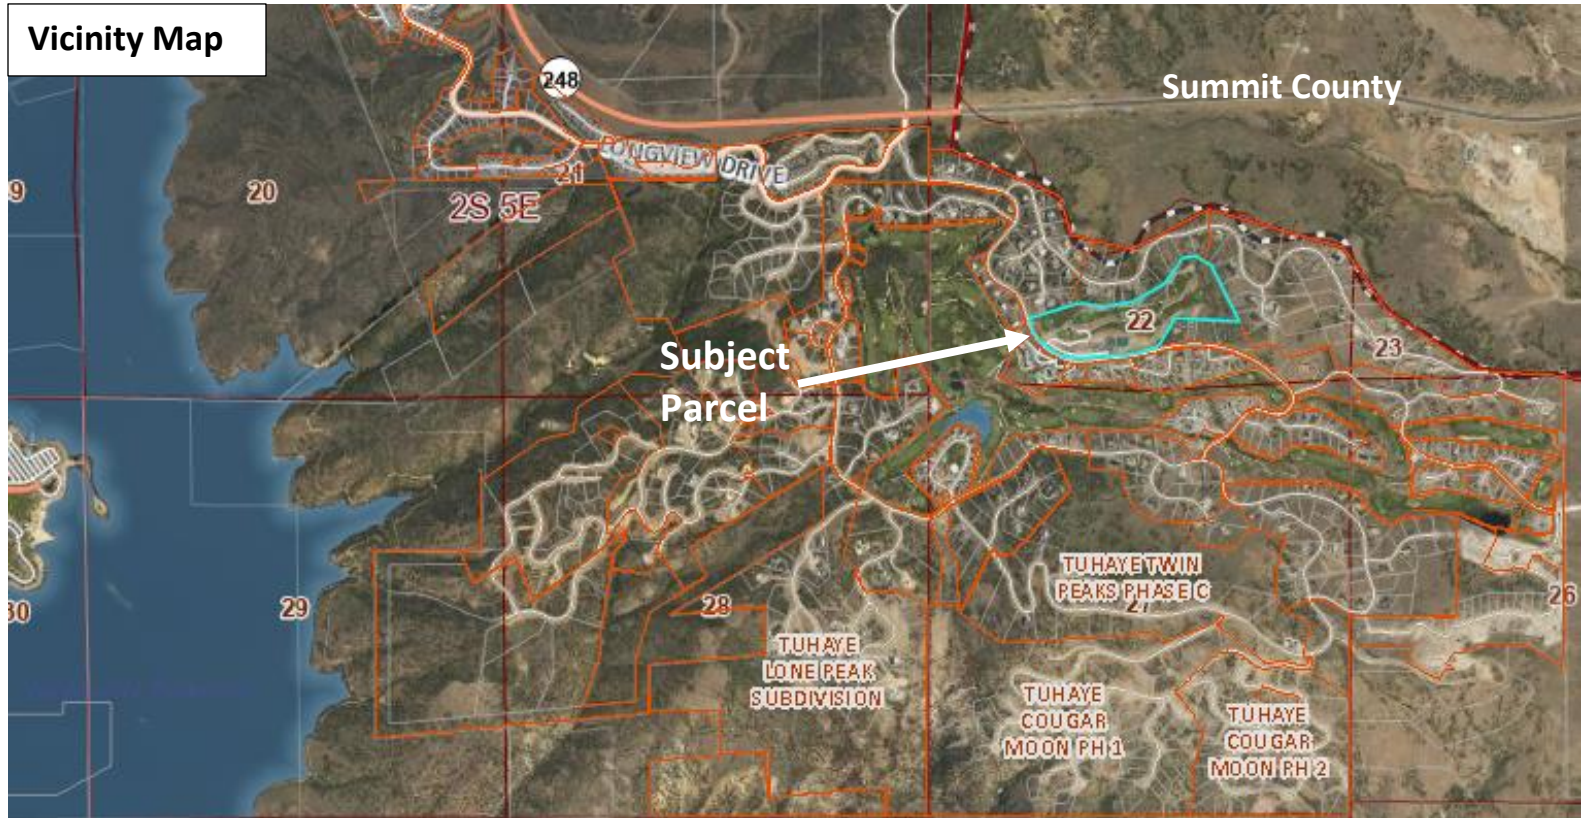 Vicinity Map
248
Summit County
LONGVIEW DRIVE
21
9
20
2S 5E
22
23
Subject
Parcel
30
29
28
TUHAYE TWIN
PEAKS PHASE C
27
26
TUHAYE
LONE PEAK
SUBDIVISION
TUHAYE
COUGAR
MOON PH 1
TUHAYE
COUGAR
MOON PH 2